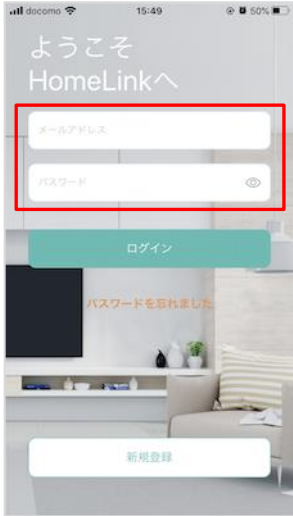 docomo 15:49 50%
ようこそ
HomeLinkへ
メールアドレス
パスワード
ログイン
パスワードを忘れました
新規登録